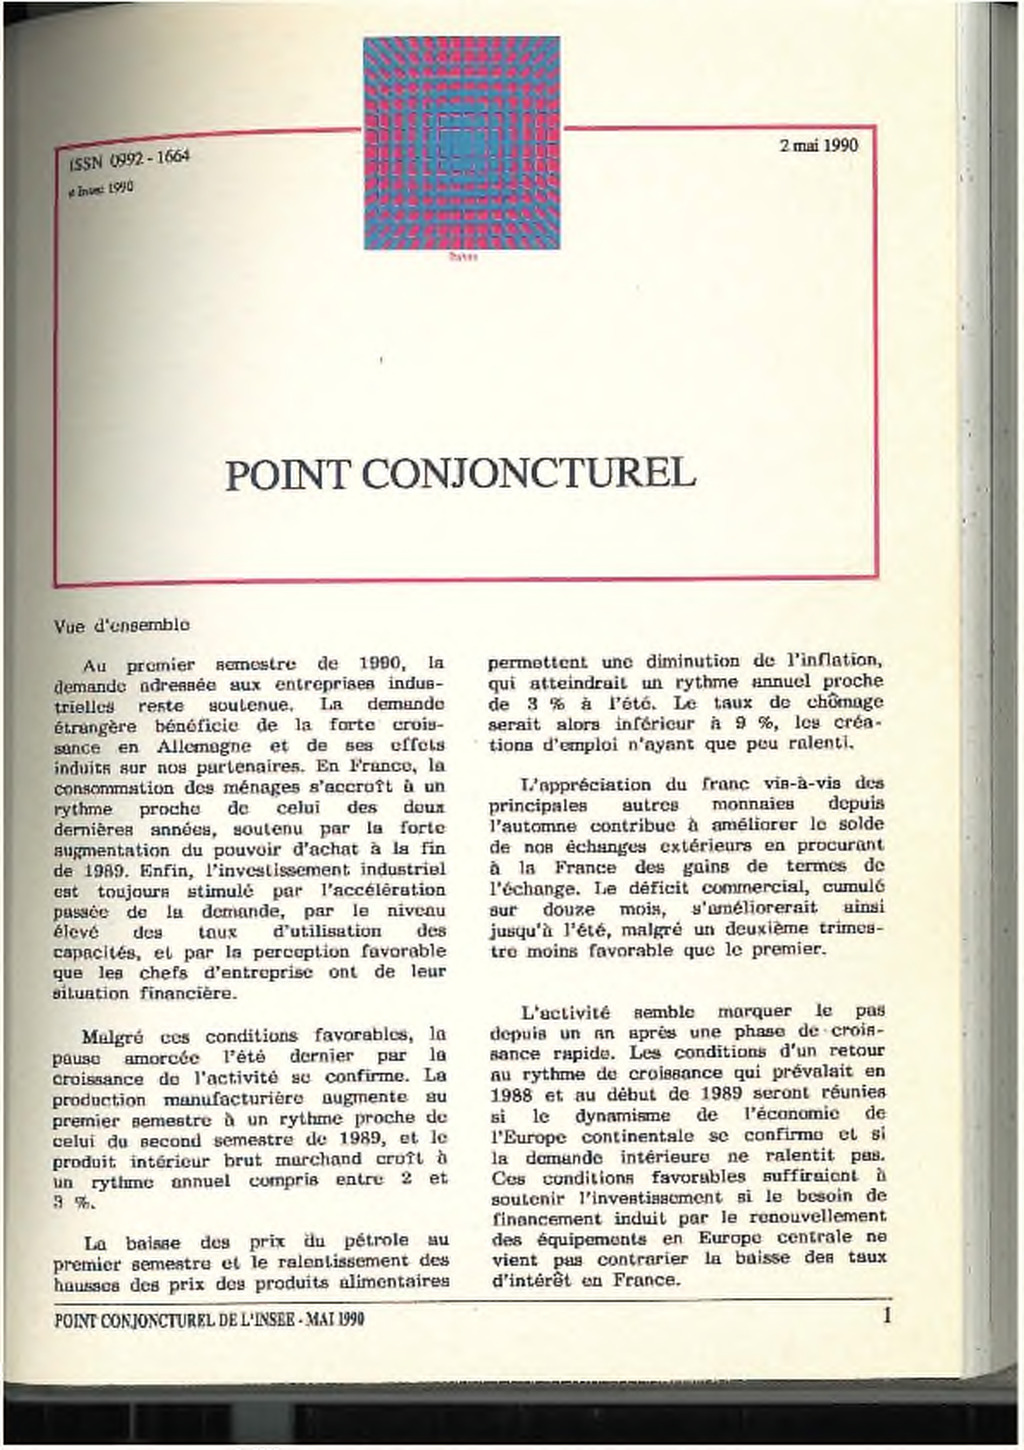 ISSN 0992 - 1664
2 mai 1990
© Insee 1990
POINT CONJONCTUREL
Vue d'ensemble
Au premier semestre de 1990, la
demande adressée aux entreprises indus-
trielles reste soutenue. La demande
étrangère bénéficie de la forte crois-
sance en Allemagne et de ses effets
induits sur nos partenaires. En France, la
consommation des ménages s'accroît à un
rythme proche de celui des deux
dernières années, soutenu par la forte
augmentation du pouvoir d'achat à la fin
de 1989. Enfin, l'investissement industriel
est toujours stimulé par l'accélération
passée de la demande, par le niveau
élevé des taux d'utilisation des
capacités, et par la perception favorable
que les chefs d'entreprise ont de leur
situation financière.
Malgré ces conditions favorables, la
pause amorcée l'été dernier par la
croissance de l'activité se confirme. La
production manufacturière augmente au
premier semestre à un rythme proche de
celui du second semestre de 1989, et le
produit intérieur brut marchand croît à
un rythme annuel compris entre 2 et
3 %.
La baisse des prix du pétrole au
premier semestre et le ralentissement des
hausses des prix des produits alimentaires
permettent une diminution de l'inflation,
qui atteindrait un rythme annuel proche
de 3 % à l'été. Le taux de chômage
serait alors inférieur à 9 %, les créa-
tions d'emploi n'ayant que peu ralenti.
L'appréciation du franc vis-à-vis des
principales autres monnaies depuis
l'automne contribue à améliorer le solde
de nos échanges extérieurs en procurant
à la France des gains de termes de
l'échange. Le déficit commercial, cumulé
sur douze mois, s'améliorerait ainsi
jusqu'à l'été, malgré un deuxième trimes-
tre moins favorable que le premier.
L'activité semble marquer le pas
depuis un an après une phase de crois-
sance rapide. Les conditions d'un retour
au rythme de croissance qui prévalait en
1988 et au début de 1989 seront réunies
si le dynamisme de l'économie de
l'Europe continentale se confirme et si
la demande intérieure ne ralentit pas.
Ces conditions favorables suffiraient à
soutenir l'investissement si le besoin de
financement induit par le renouvellement
des équipements en Europe centrale ne
vient pas contrarier la baisse des taux
d'intérêt en France.
POINT CONJONCTUREL DE L'INSEE - MAI 1990
1